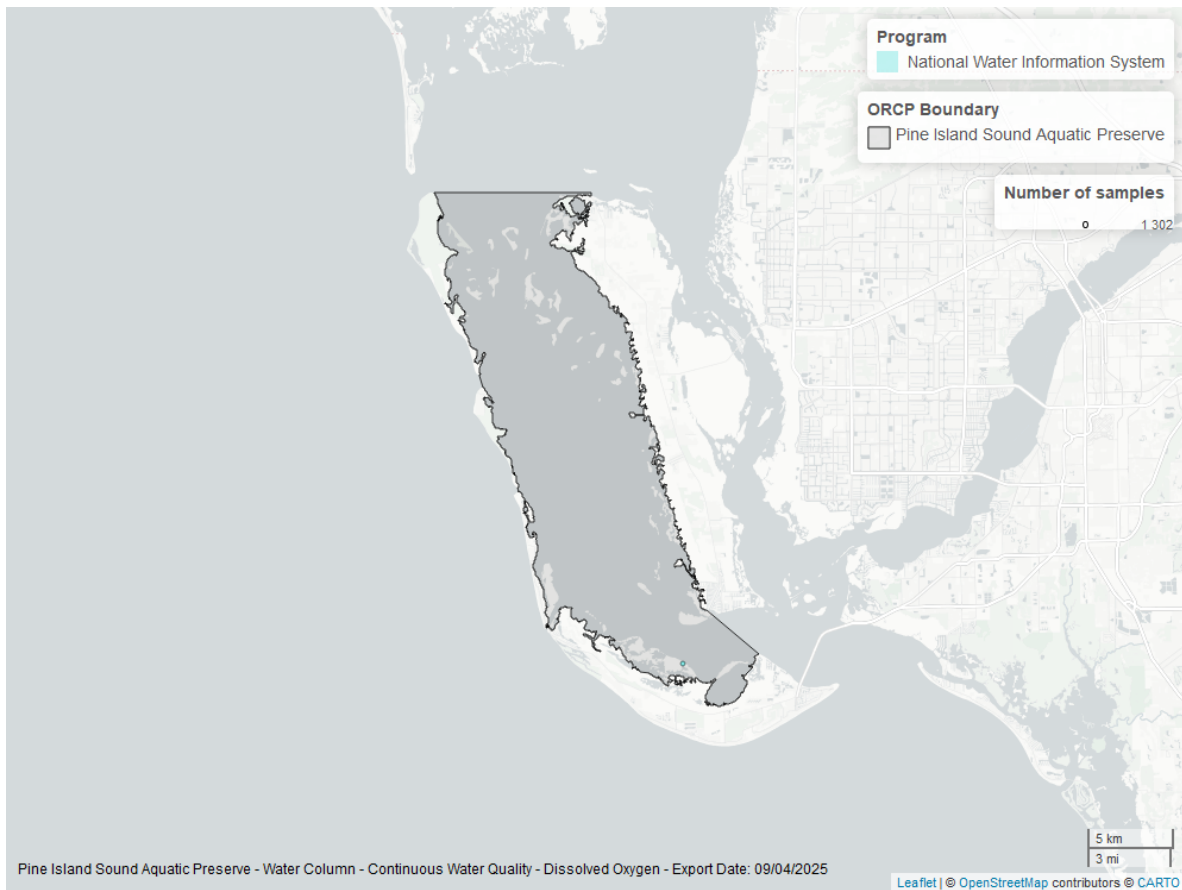 Program
National Water Information System
ORCP Boundary
Pine Island Sound Aquatic Preserve
Number of samples
1 302
5 km
3 mi
Pine Island Sound Aquatic Preserve - Water Column - Continuous Water Quality - Dissolved Oxygen - Export Date: 09/04/2025
Leaflet | © OpenStreetMap contributors © CARTO